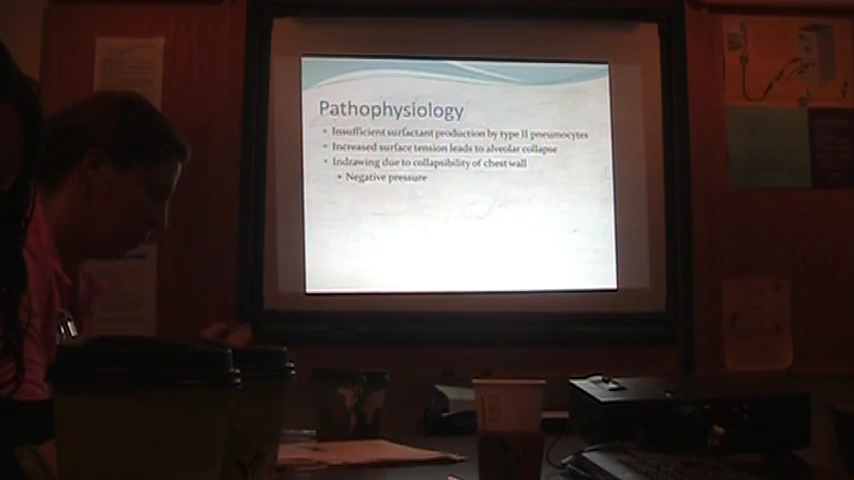 Pathophysiology
Insufficient surfactant production by type II pneumocytes
Increased surface tension leads to alveolar collapse
Indrawing due to collapsibility of chest wall
Negative pressure